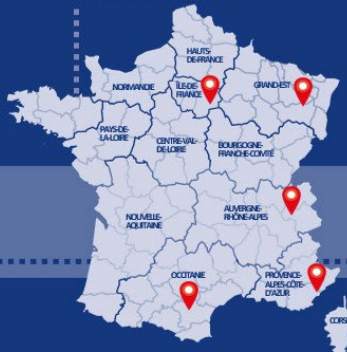 HAUTS-
DE-FRANCE
NORMANDIE
ÎLE-DE-
FRANCE
GRAND-EST
PAYS-DE-
LA-LOIRE
CENTRE-VAL-
DE-LOIRE
BOURGOGNE-
FRANCHE-COMTÉ
NOUVELLE-
AQUITAINE
AUVERGNE-
RHÔNE-ALPES
OCCITANIE
PROVENCE-
ALPES-CÔTE-
D'AZUR
CORSE